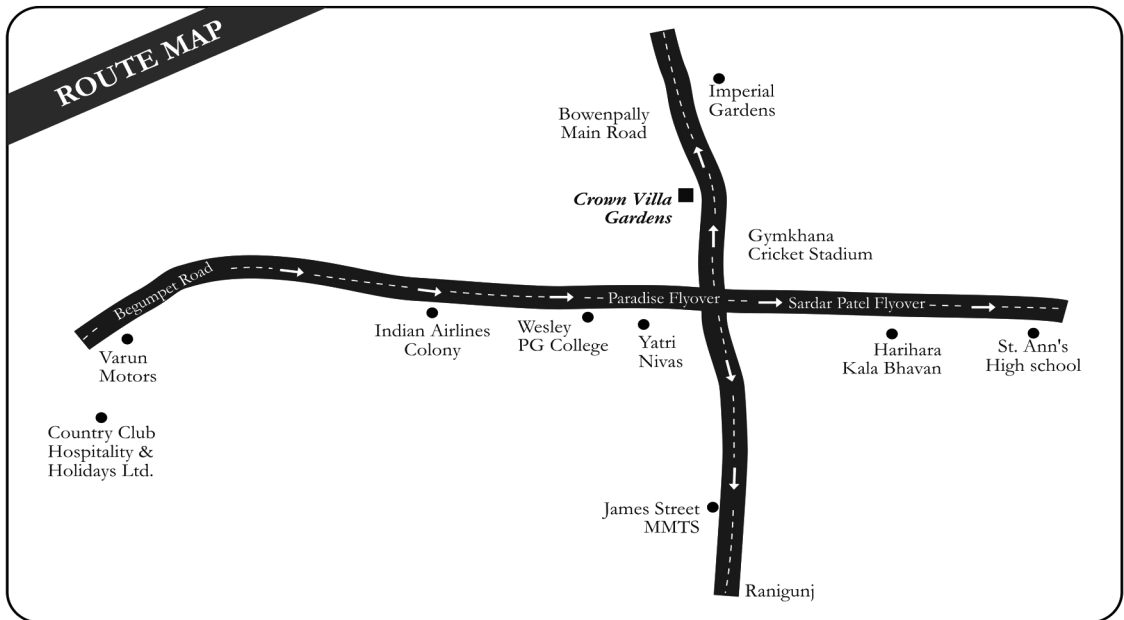 ROUTE MAP
Imperial
Gardens
Bowenpally
Main Road
Crown Villa
Gardens
Gymkhana
Cricket Stadium
Begumpet Road
Paradise Flyover
Sardar Patel Flyover
Indian Airlines
Colony
Wesley
PG College
Yatri
Nivas
Harihara
Kala Bhavan
St. Ann's
High school
Varun
Motors
Country Club
Hospitality &
Holidays Ltd.
James Street
MMTS
Ranigunj